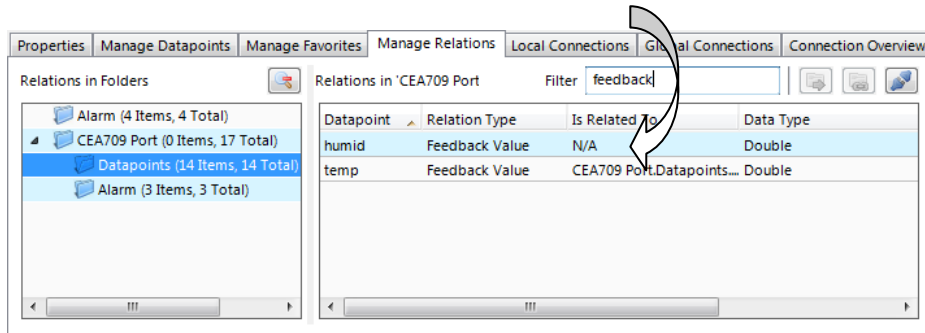 Properties Manage Datapoints Manage Favorites Manage Relations Local Connections Global Connections Connection Overview
Relations in Folders
Relations in 'CEA709 Port Filter feedback
Alarm (4 Items, 4 Total)
CEA709 Port (0 Items, 17 Total)
Datapoints (14 Items, 14 Total)
Alarm (3 Items, 3 Total)
Datapoint Relation Type Is Related To Data Type
humid Feedback Value N/A Double
temp Feedback Value CEA709 Port.Datapoints.... Double